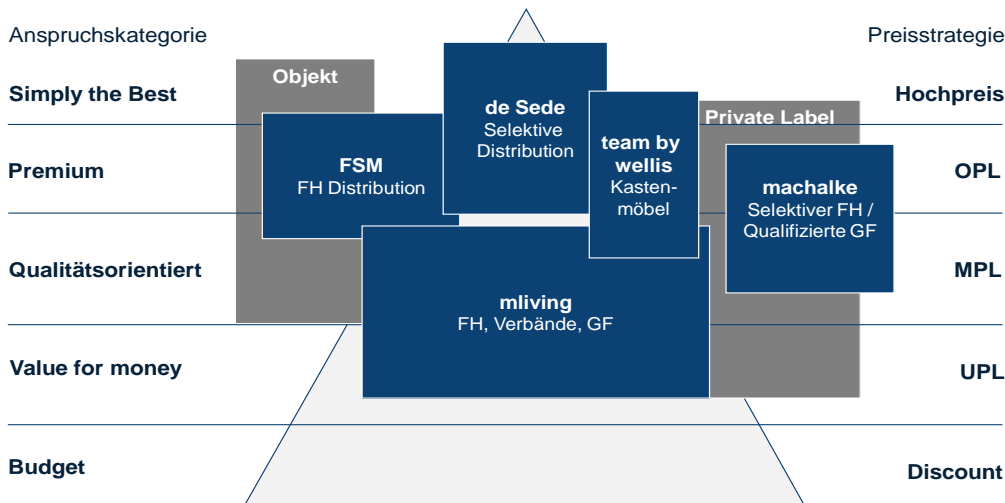 Anspruchskategorie
Preisstrategie
Objekt
Simply the Best
de Sede
Selektive
Distribution
Hochpreis
Private Label
team by
wellis
Kasten-
möbel
FSM
FH Distribution
Premium
machalke
Selektiver FH /
Qualifizierte GF
OPL
Qualitätsorientiert
MPL
mliving
FH, Verbände, GF
Value for money
UPL
Budget
Discount